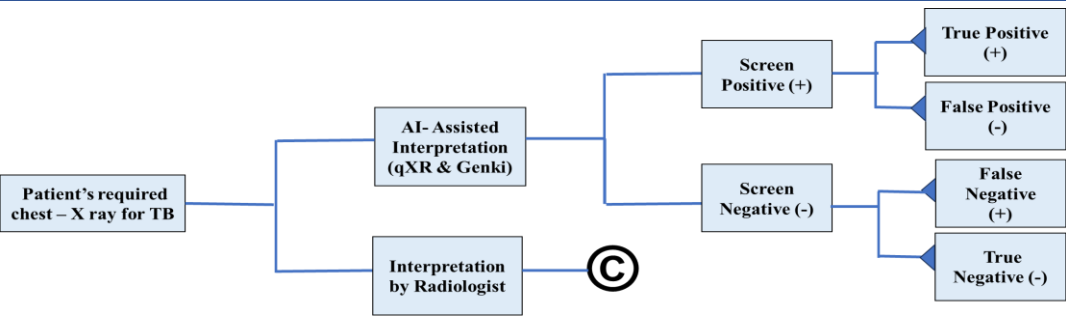 Patient's required
chest – X ray for TB
AI- Assisted
Interpretation
(qXR & Genki)
Interpretation
by Radiologist
©
Screen
Positive (+)
Screen
Negative (-)
True Positive
(+)
False Positive
(-)
False
Negative
(+)
True
Negative (-)